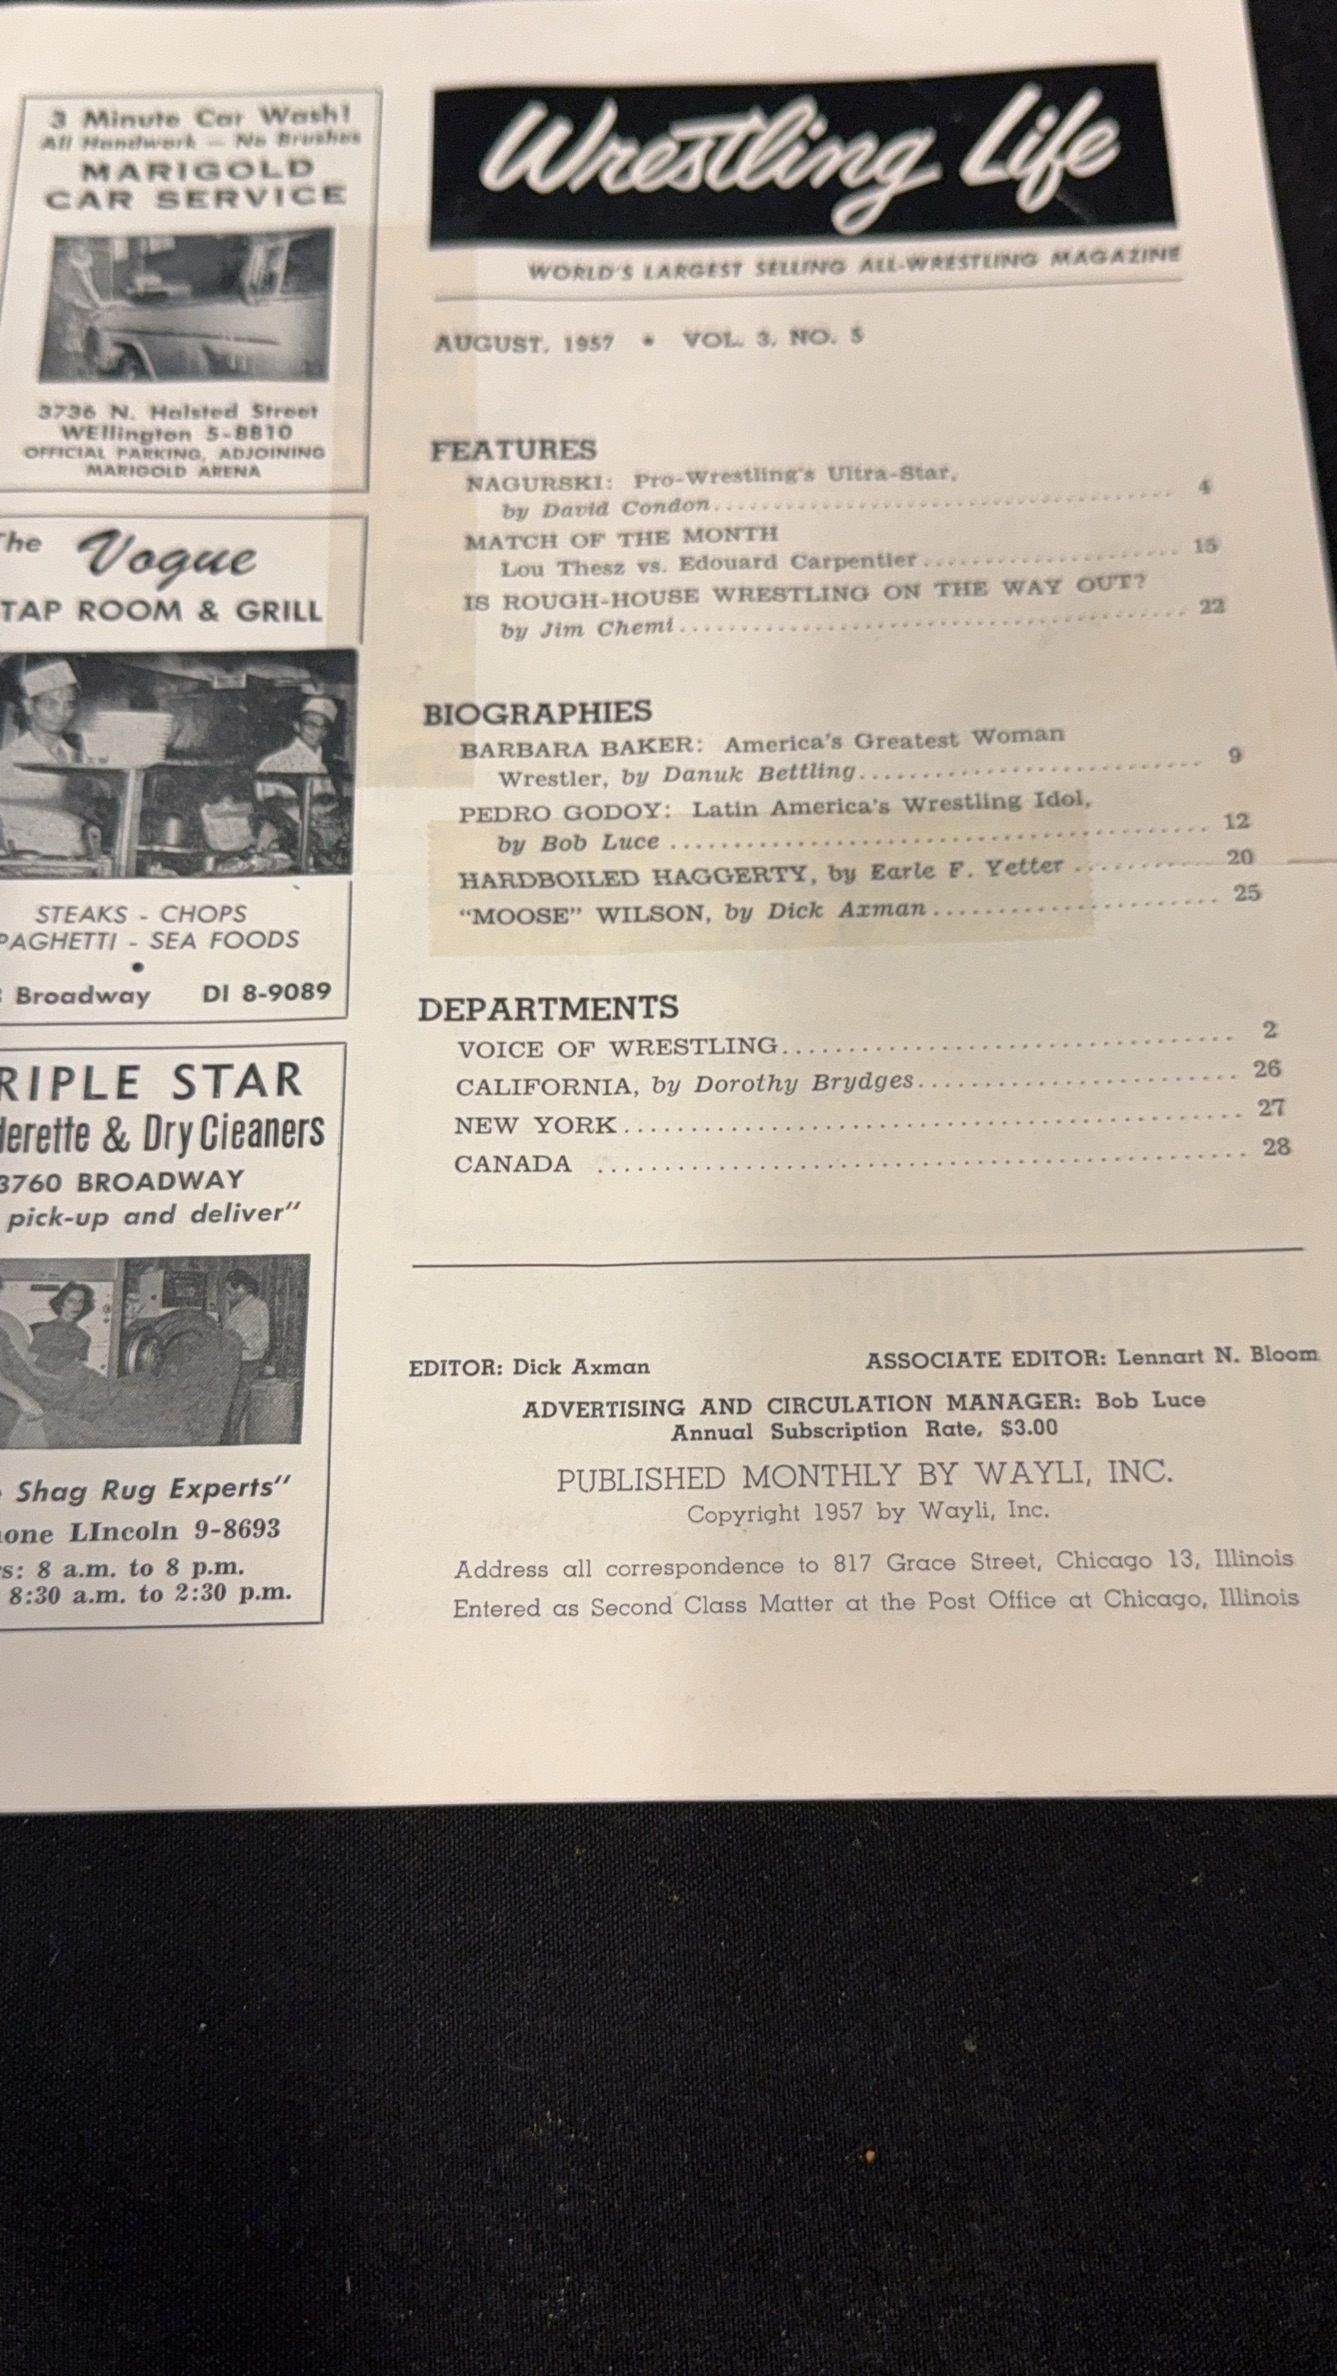 3 Minute Car Wash!
All Handwork — No Brushes
MARIGOLD
CAR SERVICE
3736 N. Halsted Street
WEllington 5-8810
OFFICIAL PARKING, ADJOINING
MARIGOLD ARENA
The Vogue
TAP ROOM & GRILL
STEAKS - CHOPS
PAGHETTI - SEA FOODS
•
Broadway DI 8-9089
RIPLE STAR
derette & Dry Cleaners
3760 BROADWAY
pick-up and deliver"
Shag Rug Experts"
one LIncoln 9-8693
s: 8 a.m. to 8 p.m.
8:30 a.m. to 2:30 p.m.
Wrestling Life
WORLD'S LARGEST SELLING ALL-WRESTLING MAGAZINE
AUGUST, 1957 • VOL. 3, NO. 5
FEATURES
NAGURSKI: Pro-Wrestling's Ultra-Star,
by David Condon 4
MATCH OF THE MONTH
Lou Thesz vs. Edouard Carpentier 15
IS ROUGH-HOUSE WRESTLING ON THE WAY OUT?
by Jim Chemi 22
BIOGRAPHIES
BARBARA BAKER: America's Greatest Woman
Wrestler, by Danuk Bettling 9
PEDRO GODOY: Latin America's Wrestling Idol,
by Bob Luce 12
HARDBOILED HAGGERTY, by Earle F. Yetter 20
"MOOSE" WILSON, by Dick Axman 25
DEPARTMENTS
VOICE OF WRESTLING 2
CALIFORNIA, by Dorothy Brydges 26
NEW YORK 27
CANADA 28
EDITOR: Dick Axman ASSOCIATE EDITOR: Lennart N. Bloom
ADVERTISING AND CIRCULATION MANAGER: Bob Luce
Annual Subscription Rate, $3.00
PUBLISHED MONTHLY BY WAYLI, INC.
Copyright 1957 by Wayli, Inc.
Address all correspondence to 817 Grace Street, Chicago 13, Illinois
Entered as Second Class Matter at the Post Office at Chicago, Illinois